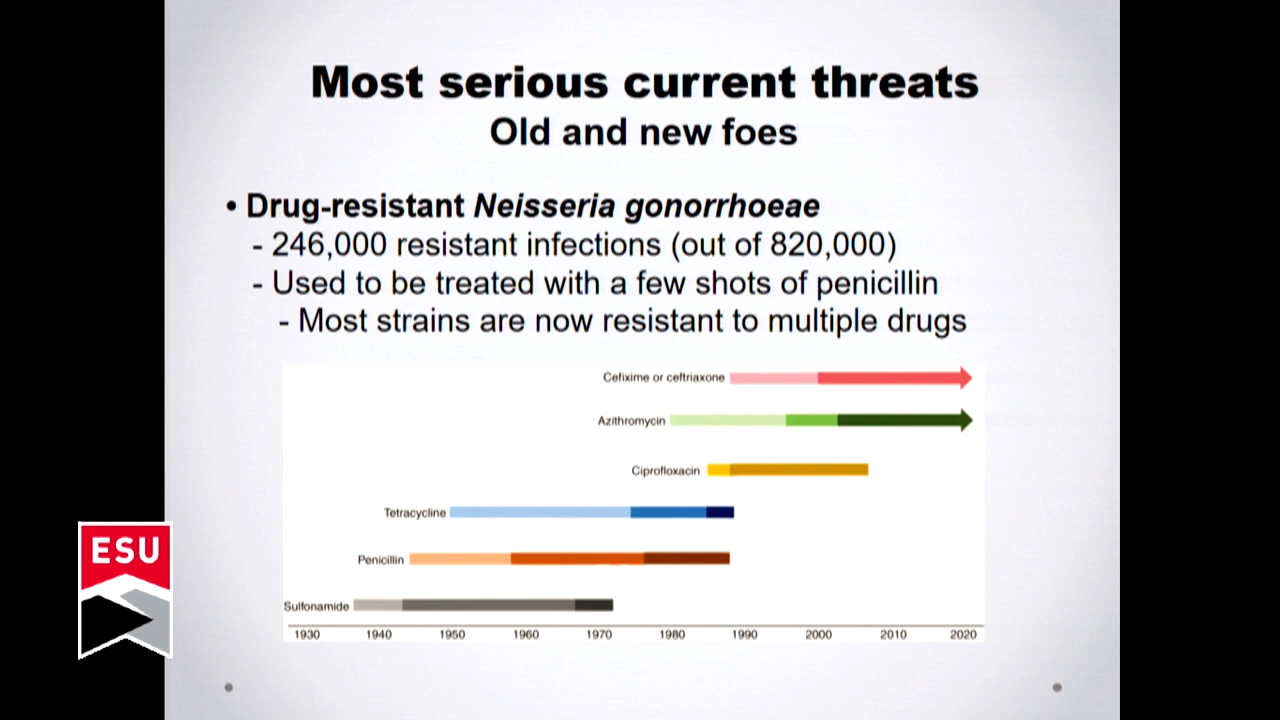 Most serious current threats
Old and new foes
• Drug-resistant Neisseria gonorrhoeae
- 246,000 resistant infections (out of 820,000)
- Used to be treated with a few shots of penicillin
- Most strains are now resistant to multiple drugs
Cefixime or ceftriaxone
Azithromycin
Ciprofloxacin
Tetracycline
Penicillin
Sulfonamide
1930 1940 1950 1960 1970 1980 1990 2000 2010 2020
ESU